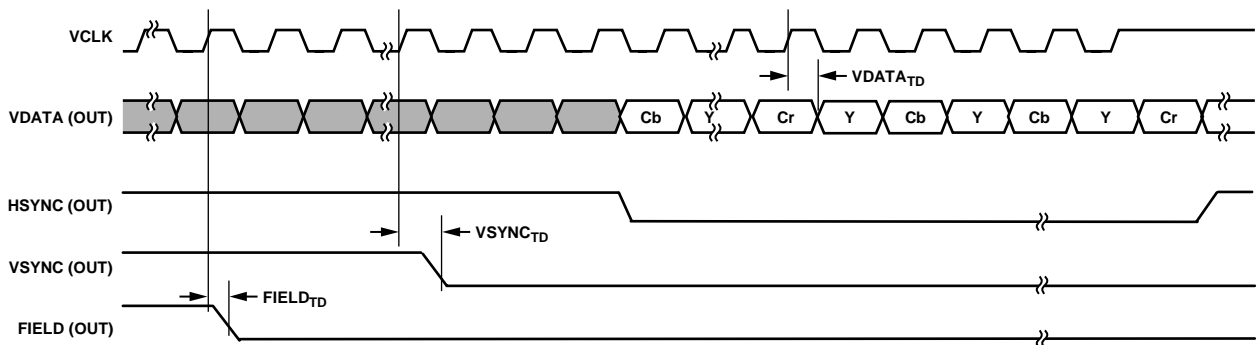 VCLK
VDATA_TD
VDATA (OUT)
Cb Y Cr Y Cb Y Cb Y Cr
HSYNC (OUT)
VSYNC_TD
VSYNC (OUT)
FIELD_TD
FIELD (OUT)